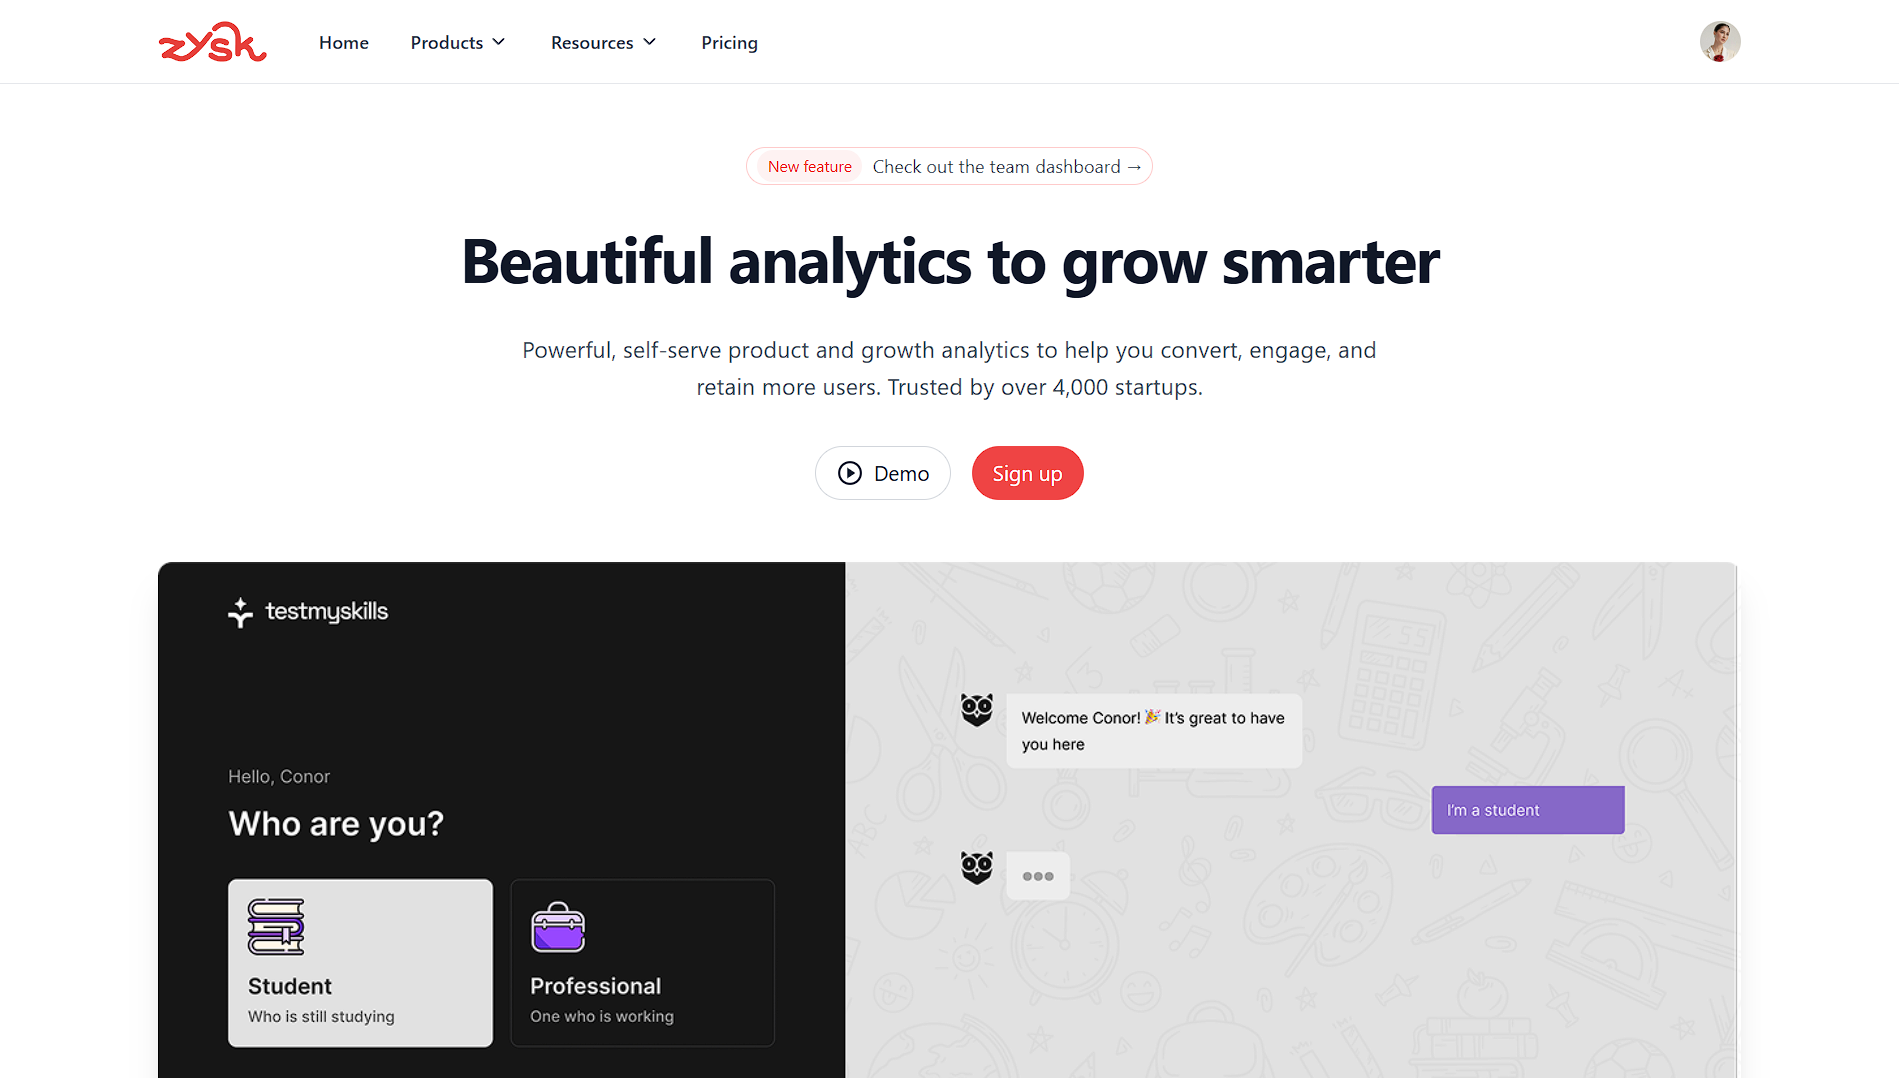 zysk
Home
Products
Resources
Pricing
New feature
Check out the team dashboard →
Beautiful analytics to grow smarter
Powerful, self-serve product and growth analytics to help you convert, engage, and
retain more users. Trusted by over 4,000 startups.
Demo
Sign up
testmyskills
Hello, Conor
Who are you?
Student
Who is still studying
Professional
One who is working
Welcome Conor! 🎉 It's great to have
you here
I'm a student
ABC